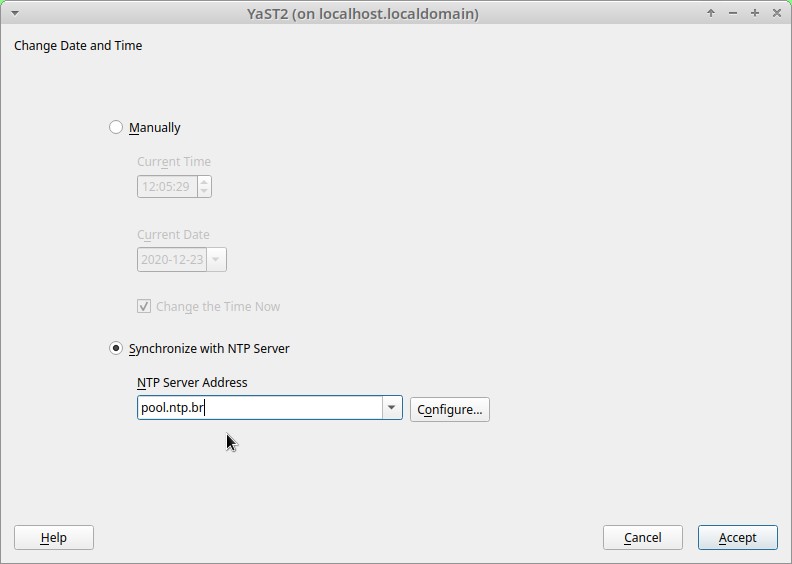 YaST2 (on localhost.localdomain)
Change Date and Time
Manually
Current Time
12:05:29
Current Date
2020-12-23
Change the Time Now
Synchronize with NTP Server
NTP Server Address
pool.ntp.br
Configure...
Help
Cancel
Accept